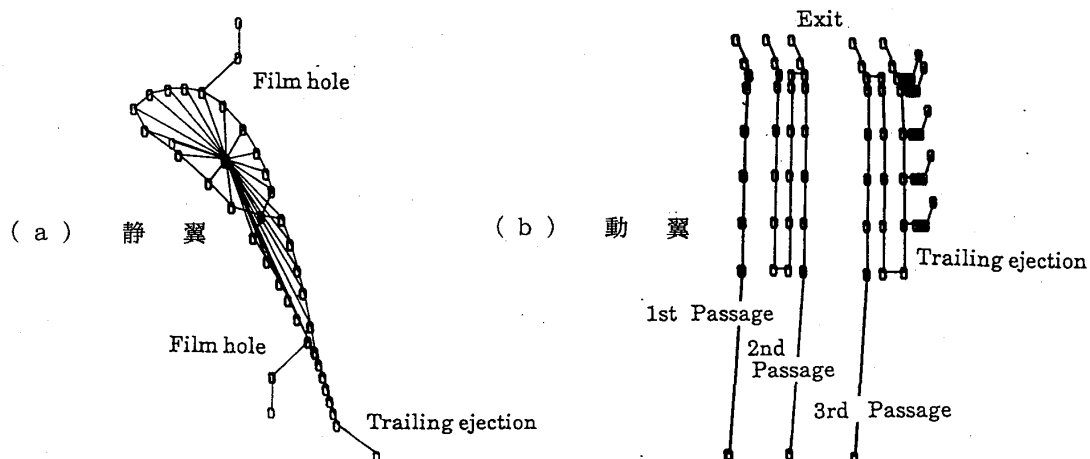 Film hole
( a ) 静 翼
Film hole
Trailing ejection
Exit
( b ) 動 翼
Trailing ejection
1st Passage
2nd
Passage
3rd Passage